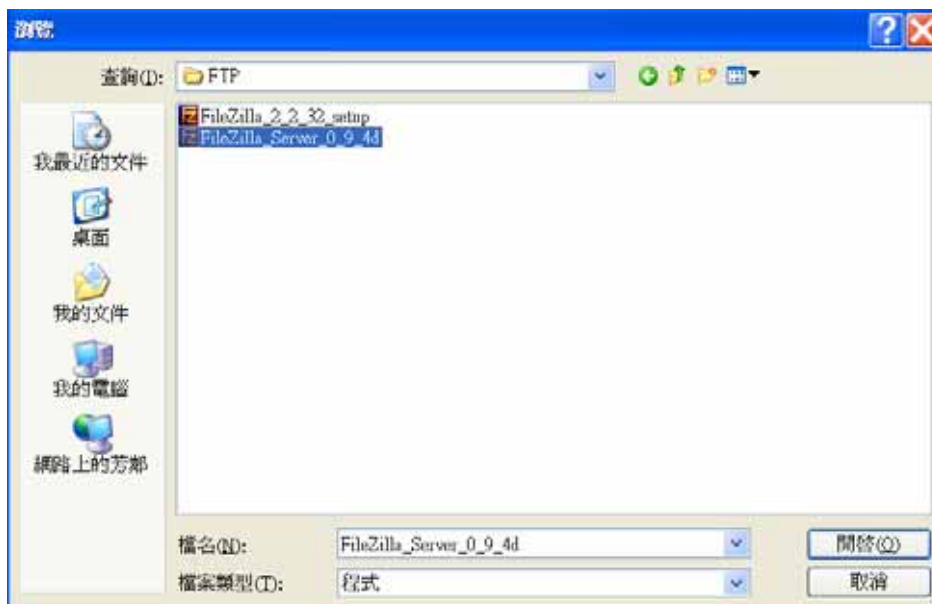 瀏覽
查詢(I): FTP
FileZilla_2_2_32_setup
FileZilla_Server_0_9_4d
我最近的文件
桌面
我的文件
我的電腦
網路上的芳鄰
檔名(N): FileZilla_Server_0_9_4d 開啓(O)
檔案類型(T): 程式 取消